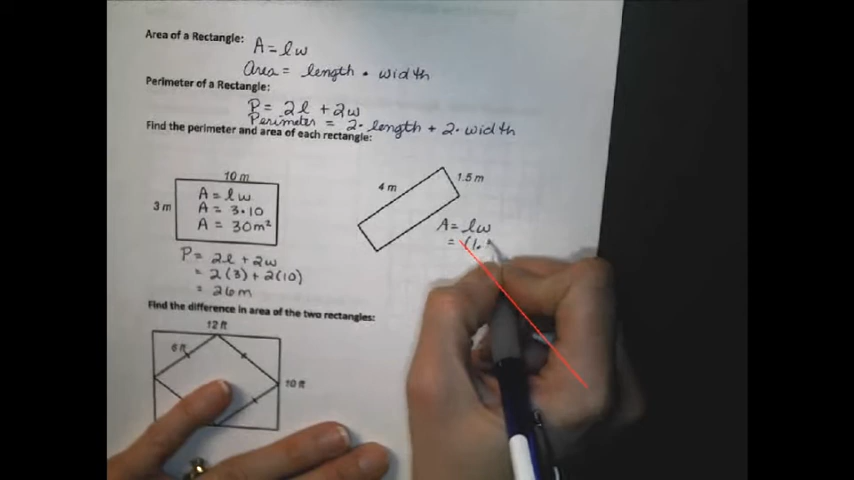 Area of a Rectangle: A = lw
Area = length • width
Perimeter of a Rectangle:
P = 2l + 2w
Perimeter = 2• length + 2• width
Find the perimeter and area of each rectangle:
10 m
3 m
A = lw
A = 3•10
A = 30m²
P = 2l + 2w
= 2(3) + 2(10)
= 26m
4 m
1.5 m
A = lw
= (1.
Find the difference in area of the two rectangles:
12 ft
6 ft
10 ft